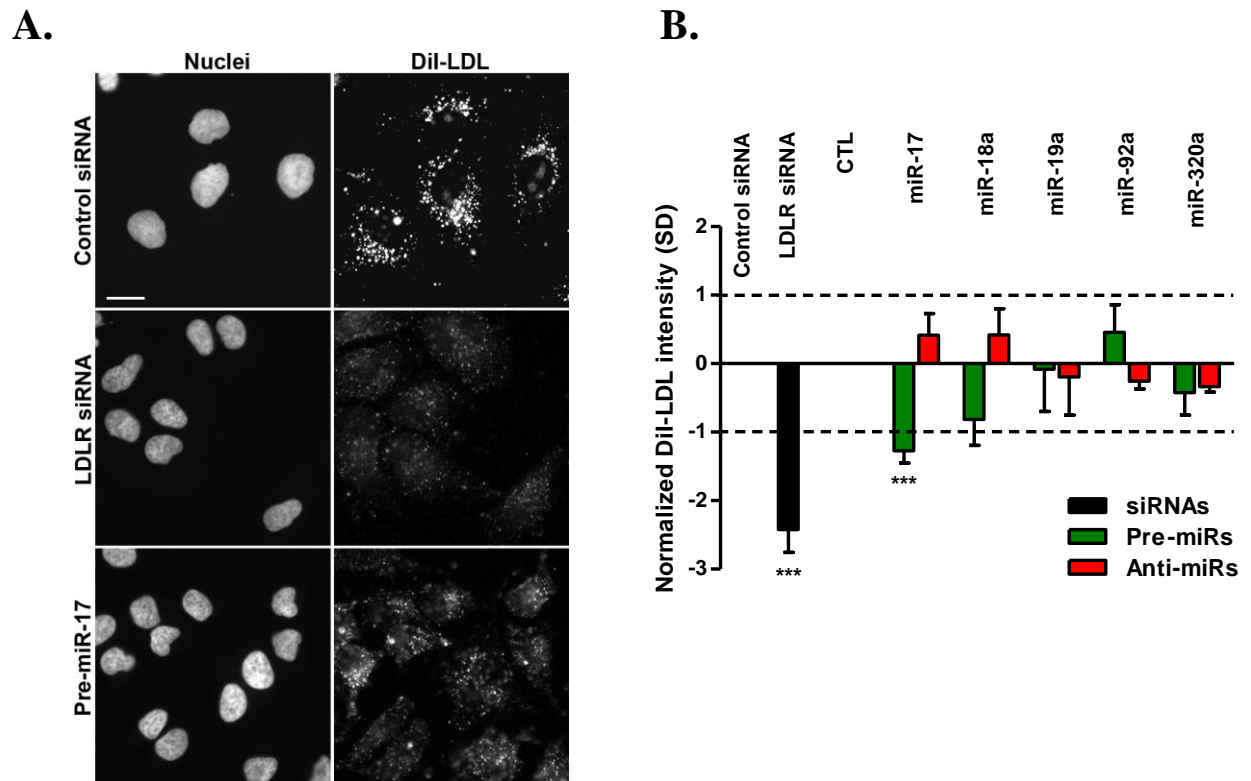 A.
Nuclei
DiI-LDL
Control siRNA
LDLR siRNA
Pre-miR-17
B.
Control siRNA
LDLR siRNA
CTL
miR-17
miR-18a
miR-19a
miR-92a
miR-320a
Normalized DiI-LDL intensity (SD)
2
1
0
-1
-2
-3
***
***
siRNAs
Pre-miRs
Anti-miRs